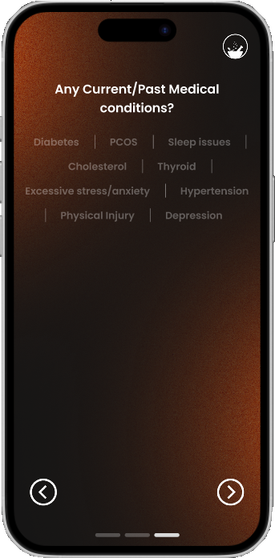 Any Current/Past Medical
conditions?
Diabetes | PCOS | Sleep issues |
Cholesterol | Thyroid |
Excessive stress/anxiety | Hypertension
| Physical Injury | Depression